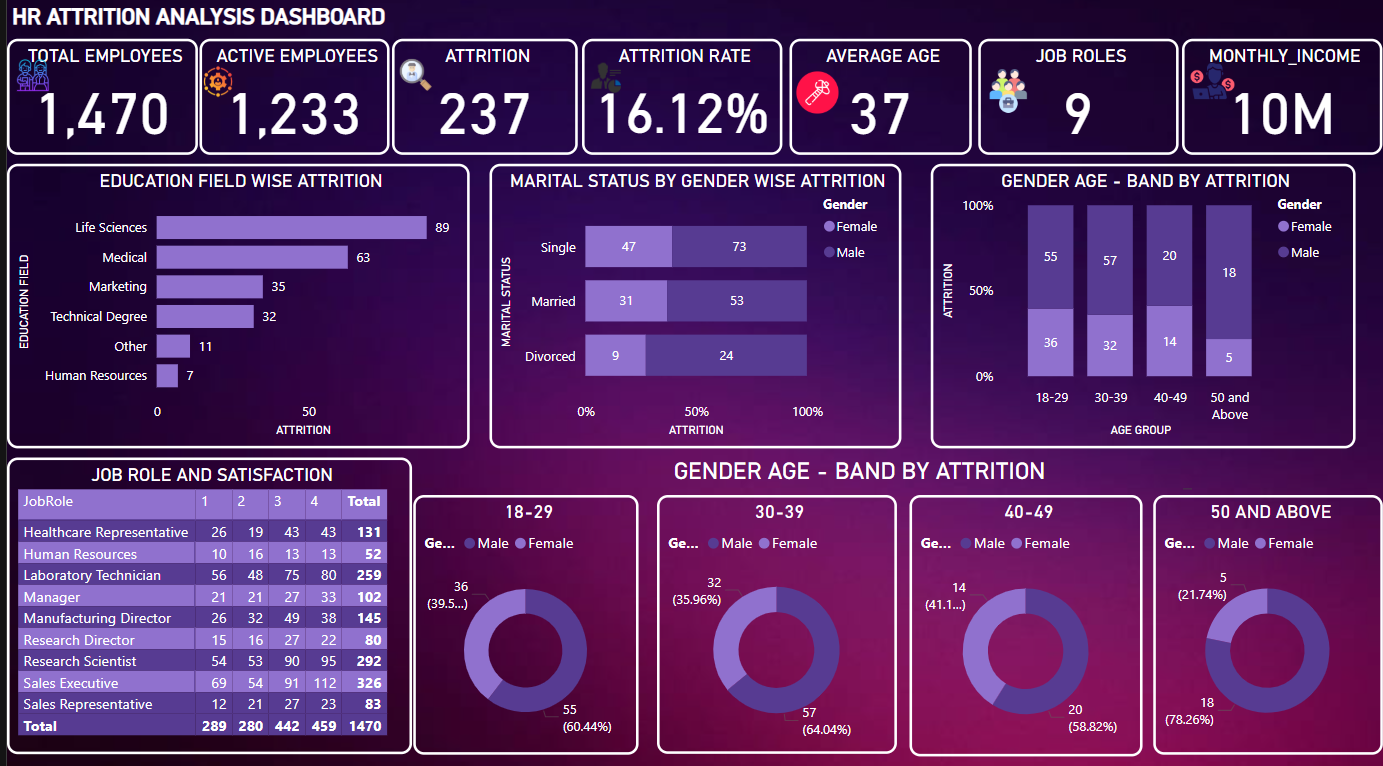 HR ATTRITION ANALYSIS DASHBOARD
TOTAL EMPLOYEES
1,470
ACTIVE EMPLOYEES
1,233
ATTRITION
237
ATTRITION RATE
16.12%
AVERAGE AGE
37
JOB ROLES
9
MONTHLY_INCOME
10M
EDUCATION FIELD WISE ATTRITION
EDUCATION FIELD
Life Sciences 89
Medical 63
Marketing 35
Technical Degree 32
Other 11
Human Resources 7
0 50
ATTRITION
MARITAL STATUS BY GENDER WISE ATTRITION
Gender
Female
Male
MARITAL STATUS
Single 47 73
Married 31 53
Divorced 9 24
0% 50% 100%
ATTRITION
GENDER AGE - BAND BY ATTRITION
Gender
Female
Male
ATTRITION
100%
50%
0%
55 57 20 18
36 32 14 5
18-29 30-39 40-49 50 and
Above
AGE GROUP
JOB ROLE AND SATISFACTION
JobRole 1 2 3 4 Total
Healthcare Representative 26 19 43 43 131
Human Resources 10 16 13 13 52
Laboratory Technician 56 48 75 80 259
Manager 21 21 27 33 102
Manufacturing Director 26 32 49 38 145
Research Director 15 16 27 22 80
Research Scientist 54 53 90 95 292
Sales Executive 69 54 91 112 326
Sales Representative 12 21 27 23 83
Total 289 280 442 459 1470
GENDER AGE - BAND BY ATTRITION
18-29
Ge... Male Female
36
(39.5...)
55
(60.44%)
30-39
Ge... Male Female
32
(35.96%)
57
(64.04%)
40-49
Ge... Male Female
14
(41.1...)
20
(58.82%)
50 AND ABOVE
Ge... Male Female
5
(21.74%)
18
(78.26%)